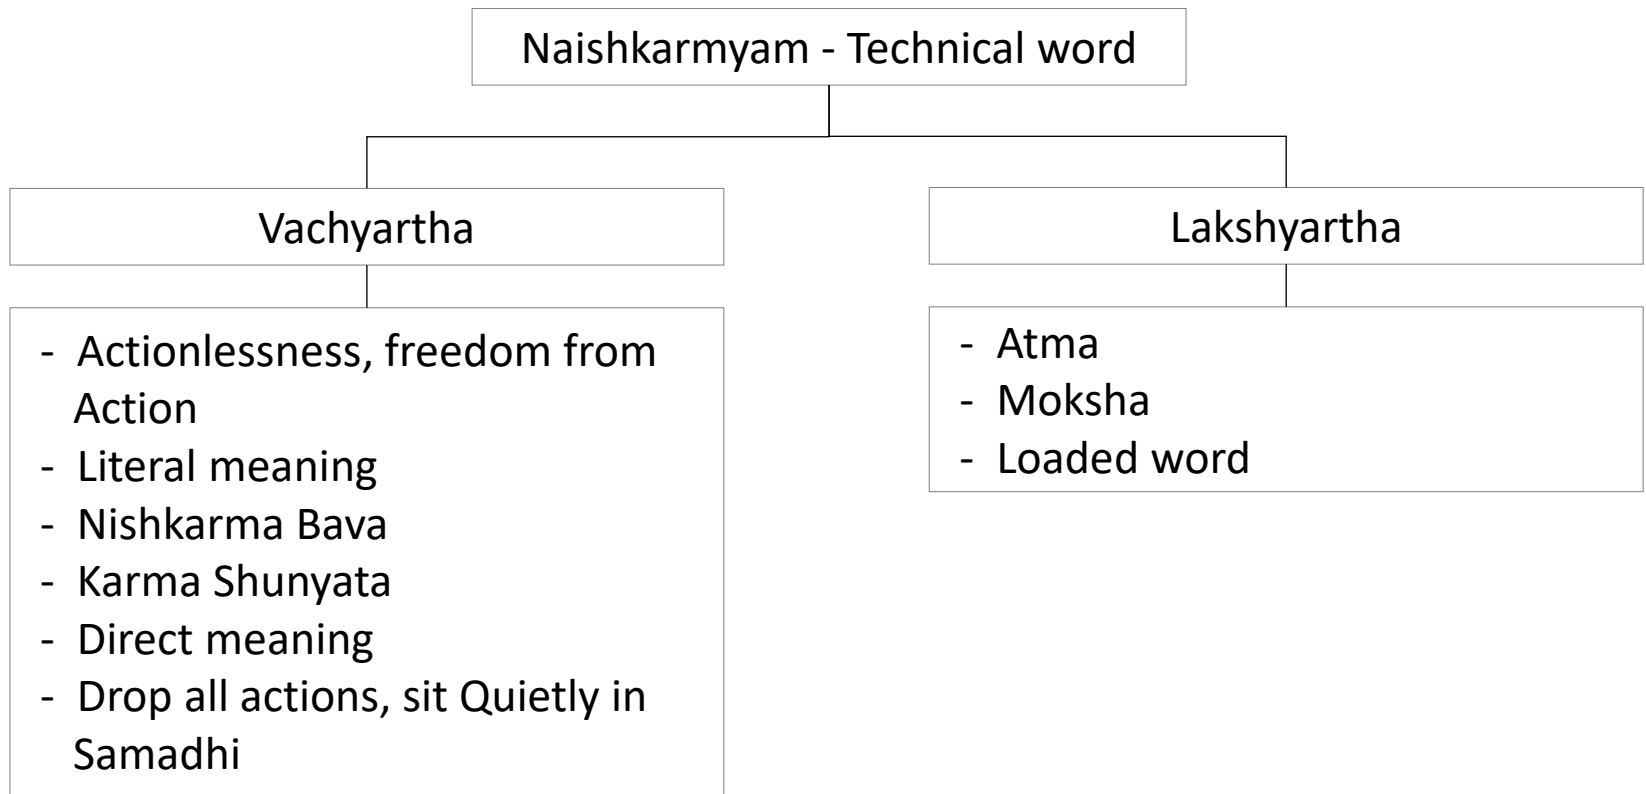 Naishkarmyam - Technical word
Vachyartha
Lakshyartha
- Actionlessness, freedom from
Action
- Literal meaning
- Nishkarma Bava
- Karma Shunyata
- Direct meaning
- Drop all actions, sit Quietly in
Samadhi
- Atma
- Moksha
- Loaded word